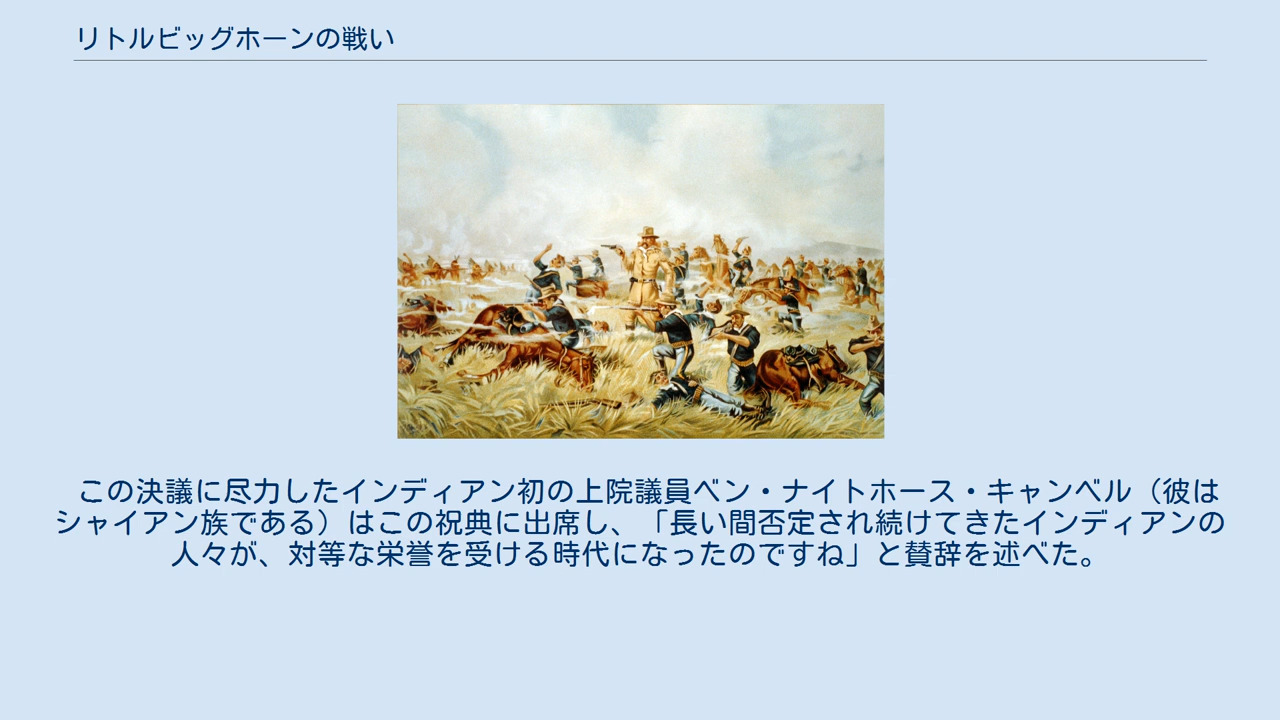 リトルビッグホーンの戦い
この決議に尽力したインディアン初の上院議員ベン・ナイトホース・キャンベル（彼は
シャイアン族である）はこの祝典に出席し、「長い間否定され続けてきたインディアンの
人々が、対等な栄誉を受ける時代になったのですね」と賛辞を述べた。